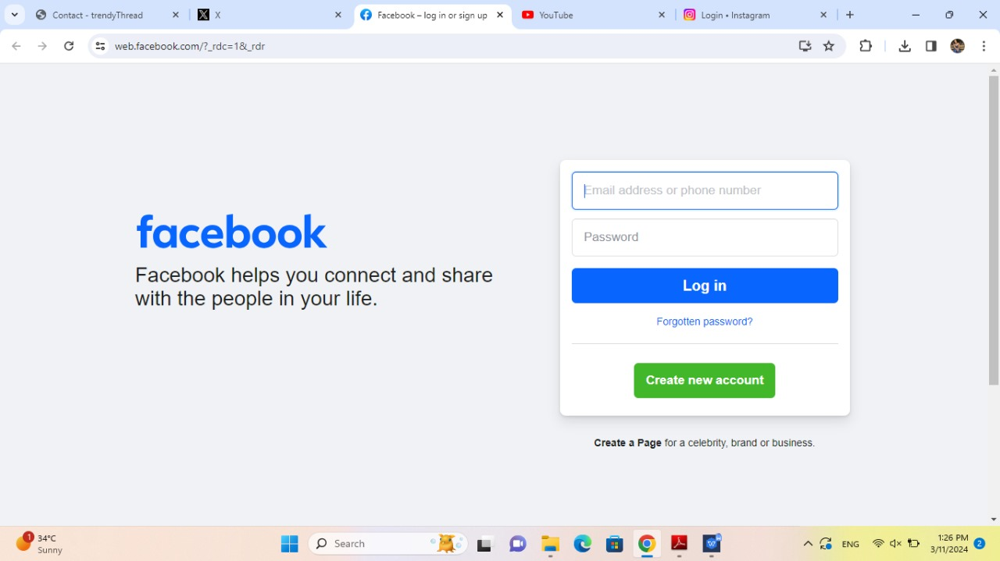 Contact - trendyThread
X
Facebook – log in or sign up
YouTube
Login • Instagram
web.facebook.com/?_rdc=1&_rdr
Email address or phone number
facebook
Password
Facebook helps you connect and share
with the people in your life.
Log in
Forgotten password?
Create new account
Create a Page for a celebrity, brand or business.
1
34°C
Sunny
Search
ENG
1:26 PM
3/11/2024
2